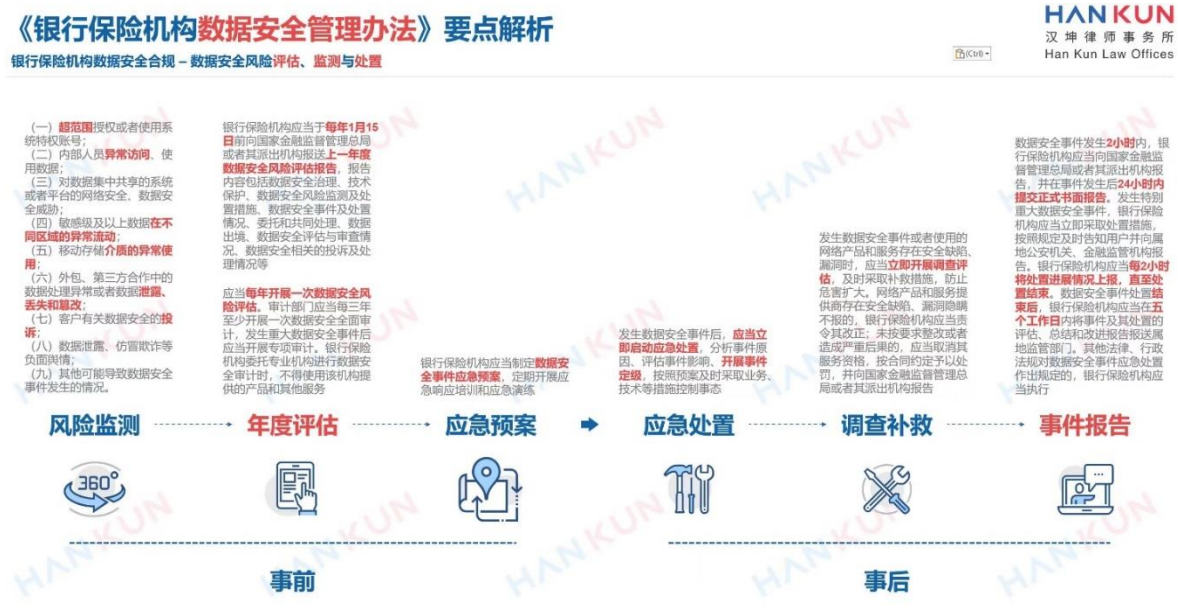 《银行保险机构数据安全管理办法》要点解析
HANKUN
汉坤律师事务所
Han Kun Law Offices
银行保险机构数据安全合规 – 数据安全风险评估、监测与处置
(Ctrl)
（一）超范围授权或者使用系
统特权账号；
（二）内部人员异常访问、使
用数据；
（三）对数据集中共享的系统
或者平台的网络安全、数据安
全威胁；
（四）敏感级及以上数据在不
同区域的异常流动；
（五）移动存储介质的异常使
用；
（六）外包、第三方合作中的
数据处理异常或者数据泄露、
丢失和篡改；
（七）客户有关数据安全的投
诉；
（八）数据泄露、仿冒欺诈等
负面舆情；
（九）其他可能导致数据安全
事件发生的情况。
银行保险机构应当于每年1月15
日前向国家金融监督管理总局
或者其派出机构报送上一年度
数据安全风险评估报告，报告
内容包括数据安全治理、技术
保护、数据安全风险监测及处
置措施、数据安全事件及处置
情况、委托和共同处理、数据
出境、数据安全评估与审查情
况、数据安全相关的投诉及处
理情况等
应当每年开展一次数据安全风
险评估。审计部门应当每三年
至少开展一次数据安全全面审
计，发生重大数据安全事件后
应当开展专项审计。银行保险
机构委托专业机构进行数据安
全审计时，不得使用该机构提
供的产品和其他服务
银行保险机构应当制定数据安
全事件应急预案，定期开展应
急响应培训和应急演练
发生数据安全事件后，应当立
即启动应急处置，分析事件原
因、评估事件影响、开展事件
定级，按照预案及时采取业务、
技术等措施控制事态
发生数据安全事件或者使用的
网络产品和服务存在安全缺陷、
漏洞时，应当立即开展调查评
估，及时采取补救措施，防止
危害扩大。网络产品和服务提
供商存在安全缺陷、漏洞隐瞒
不报的，银行保险机构应当责
令其改正；未按要求整改或者
造成严重后果的，应当取消其
服务资格，按合同约定予以处
罚，并向国家金融监督管理总
局或者其派出机构报告
数据安全事件发生2小时内，银
行保险机构应当向国家金融监
督管理总局或者其派出机构报
告，并在事件发生后24小时内
提交正式书面报告。发生特别
重大数据安全事件，银行保险
机构应当立即采取处置措施，
按照规定及时告知用户并向属
地公安机关、金融监管机构报
告。银行保险机构应当每2小时
将处置进展情况上报，直至处
置结束。数据安全事件处置结
束后，银行保险机构应当在五
个工作日内将事件及其处置的
评估、总结和改进报告报送属
地监管部门。其他法律、行政
法规对数据安全事件应急处置
作出规定的，银行保险机构应
当执行
风险监测
年度评估
应急预案
应急处置
调查补救
事件报告
360°
事前
事后